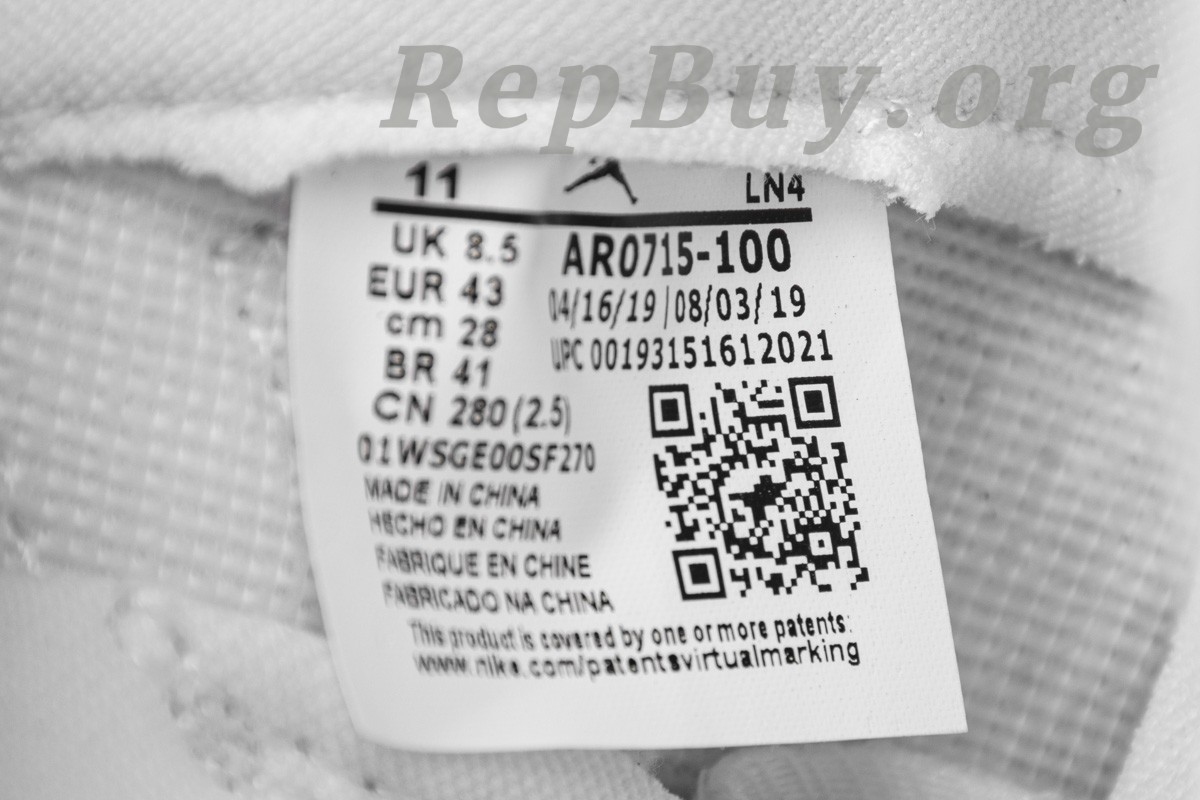 RepBuy.org
11
LN4
UK 8.5
AR0715-100
EUR 43
04/16/19 | 08/03/19
cm 28
UPC 00193151612021
BR 41
CN 280(2.5)
01WSGE00SF270
MADE IN CHINA
HECHO EN CHINA
FABRIQUE EN CHINE
FABRICADO NA CHINA
This product is covered by one or more patents:
www.nike.com/patentsvirtualmarking